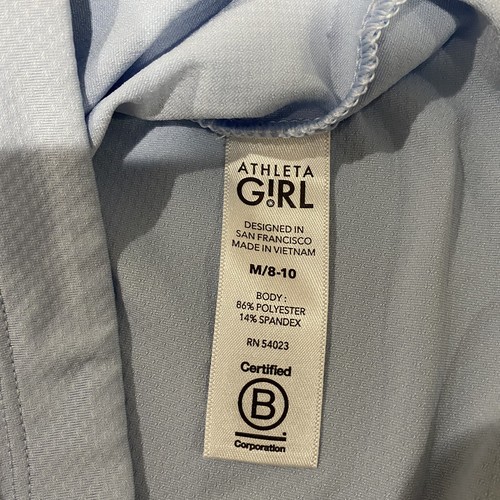 ATHLETA
G!RL
DESIGNED IN
SAN FRANCISCO
MADE IN VIETNAM
M/8-10
BODY :
86% POLYESTER
14% SPANDEX
RN 54023
Certified
B
Corporation